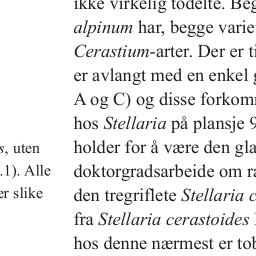 ikke virkelig todelte. Beg
alpinum har, begge varie
Cerastium-arter. Der er ti
er avlangt med en enkel g
A og C) og disse forkom
hos Stellaria på plansje 9
holder for å være den gla
doktorgradsarbeide om ra
den tregriflete Stellaria c
fra Stellaria cerastoides
hos denne nærmest er tob
s, uten
.1). Alle
er slike